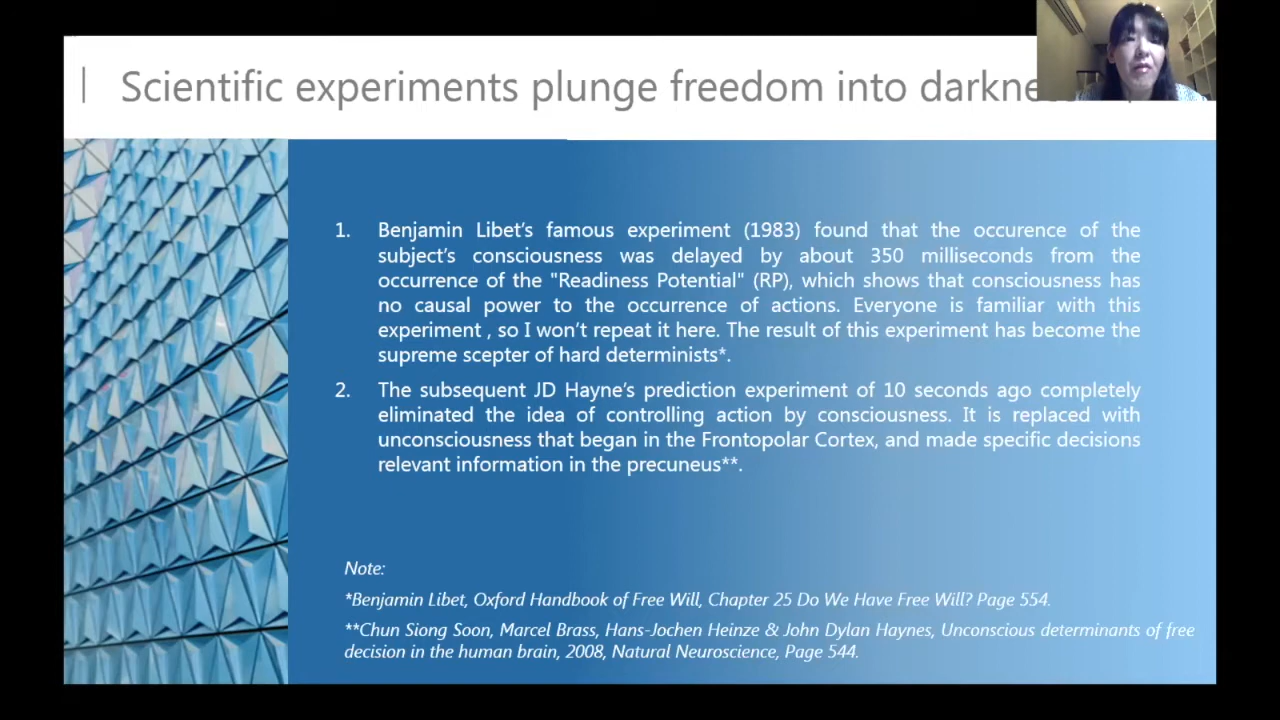 Scientific experiments plunge freedom into
1. Benjamin Libet's famous experiment (1983) found that the occurence of the
subject's consciousness was delayed by about 350 milliseconds from the
occurrence of the "Readiness Potential" (RP), which shows that consciousness has
no causal power to the occurrence of actions. Everyone is familiar with this
experiment , so I won't repeat it here. The result of this experiment has become the
supreme scepter of hard determinists*.
2. The subsequent JD Hayne's prediction experiment of 10 seconds ago completely
eliminated the idea of controlling action by consciousness. It is replaced with
unconsciousness that began in the Frontopolar Cortex, and made specific decisions
relevant information in the precuneus**.
Note:
*Benjamin Libet, Oxford Handbook of Free Will, Chapter 25 Do We Have Free Will? Page 554.
**Chun Siong Soon, Marcel Brass, Hans-Jochen Heinze & John Dylan Haynes, Unconscious determinants of free
decision in the human brain, 2008, Natural Neuroscience, Page 544.